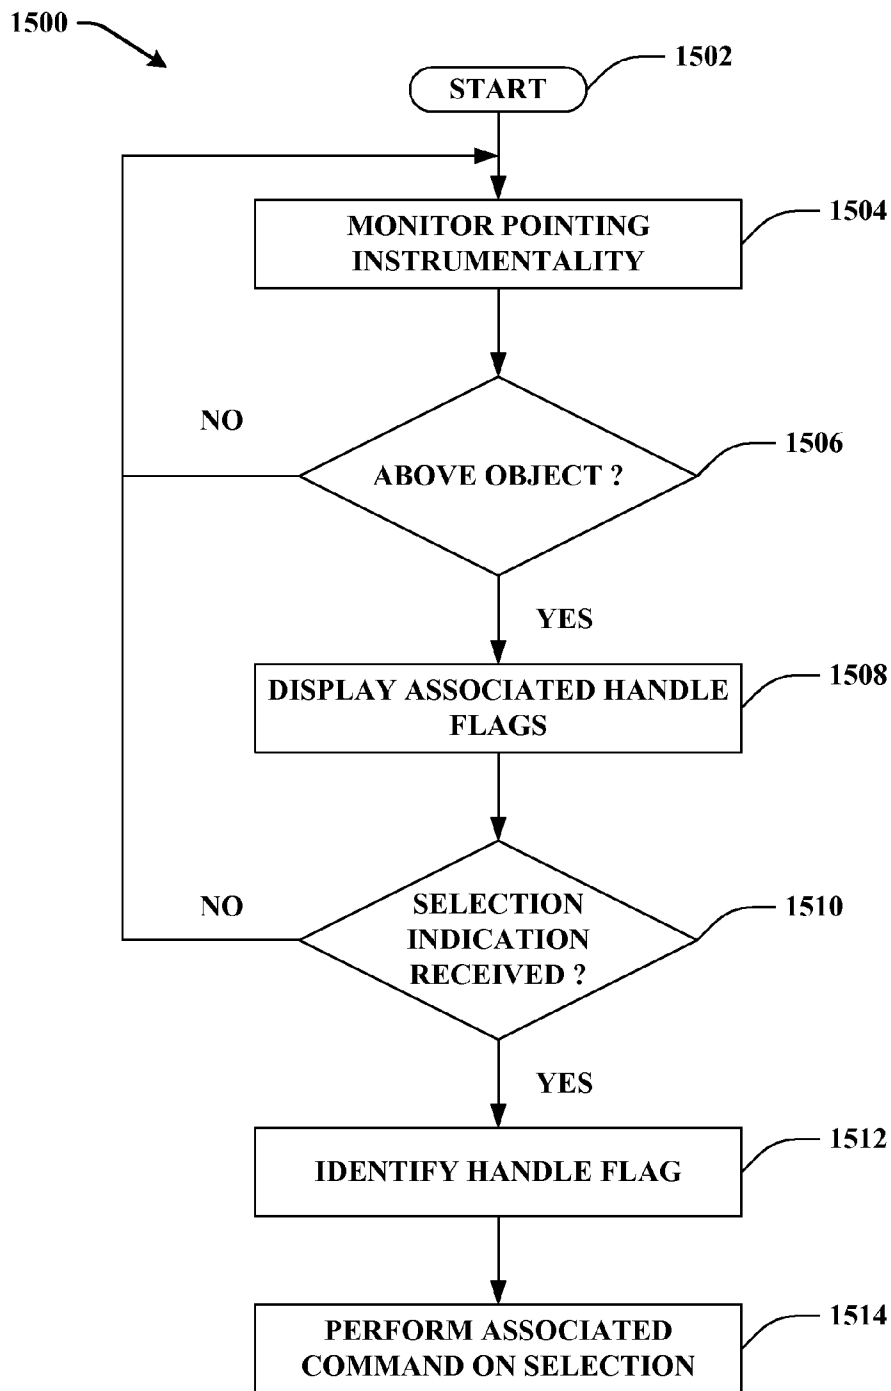 1500
1502
START
1504
MONITOR POINTING
INSTRUMENTALITY
NO
1506
ABOVE OBJECT ?
YES
1508
DISPLAY ASSOCIATED HANDLE
FLAGS
NO
1510
SELECTION
INDICATION
RECEIVED ?
YES
1512
IDENTIFY HANDLE FLAG
1514
PERFORM ASSOCIATED
COMMAND ON SELECTION